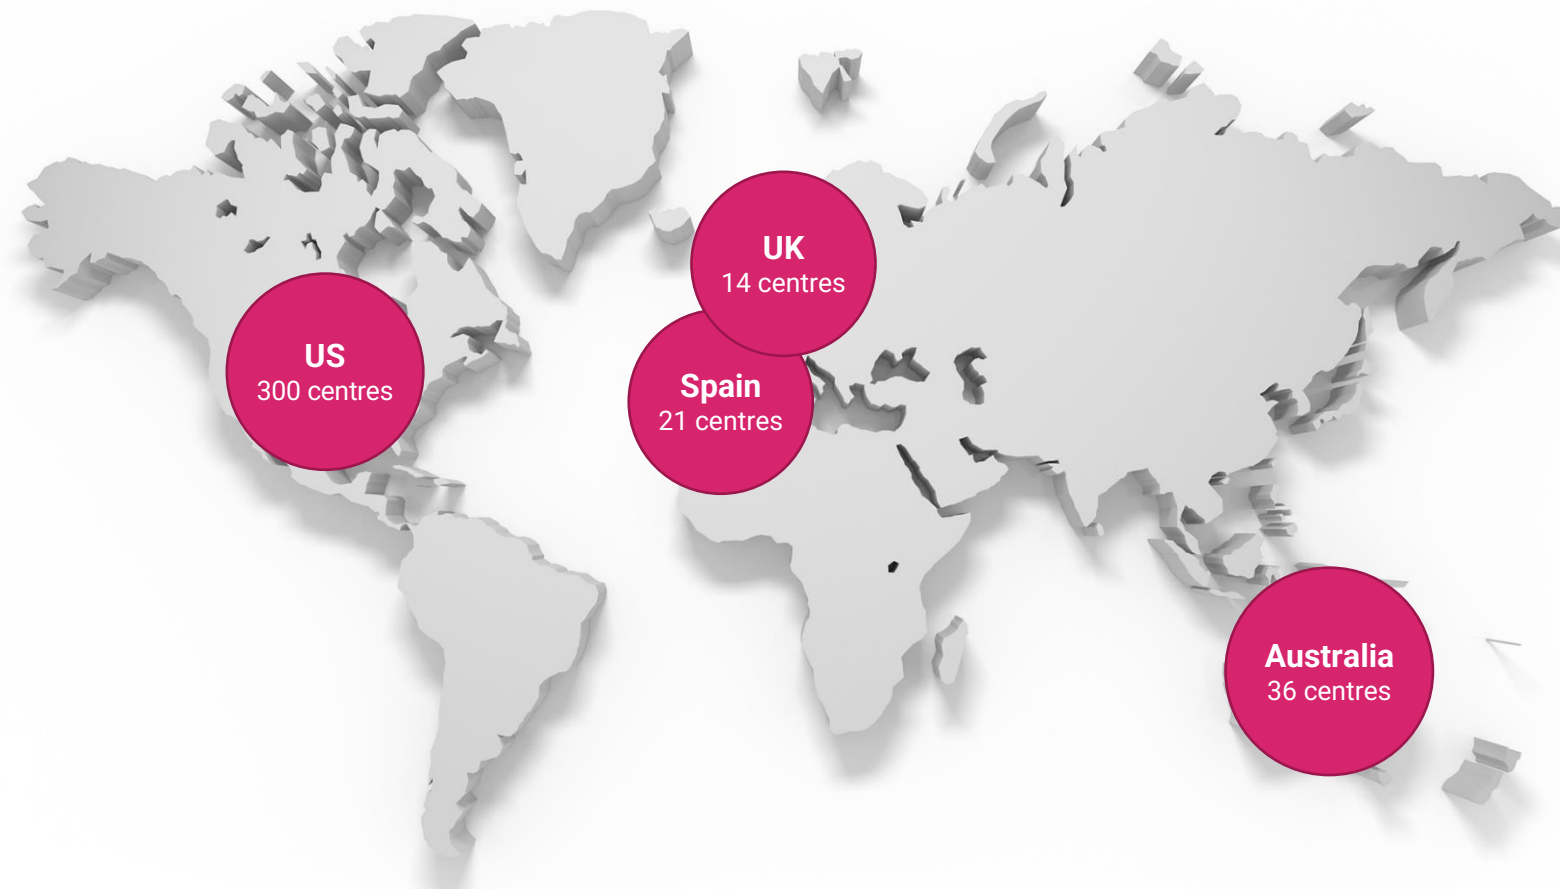 UK
14 centres
US
300 centres
Spain
21 centres
Australia
36 centres